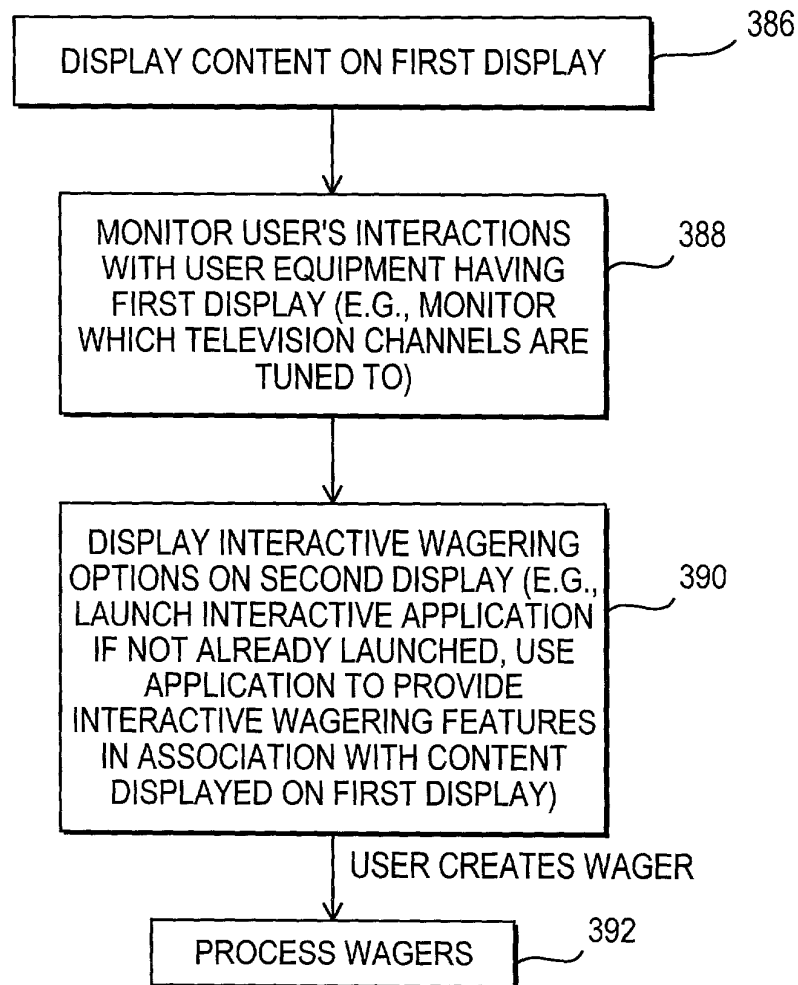 386
DISPLAY CONTENT ON FIRST DISPLAY
MONITOR USER'S INTERACTIONS
WITH USER EQUIPMENT HAVING
FIRST DISPLAY (E.G., MONITOR
WHICH TELEVISION CHANNELS ARE
TUNED TO)
388
DISPLAY INTERACTIVE WAGERING
OPTIONS ON SECOND DISPLAY (E.G.,
LAUNCH INTERACTIVE APPLICATION
IF NOT ALREADY LAUNCHED, USE
APPLICATION TO PROVIDE
INTERACTIVE WAGERING FEATURES
IN ASSOCIATION WITH CONTENT
DISPLAYED ON FIRST DISPLAY)
390
USER CREATES WAGER
PROCESS WAGERS
392